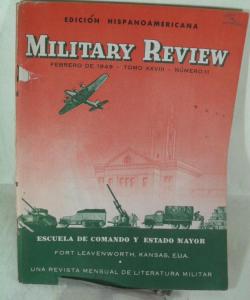 EDICIÓN HISPANOAMERICANA
MILITARY REVIEW
FEBRERO DE 1949 - TOMO XXVIII - NÚMERO 11
ESCUELA DE COMANDO Y ESTADO MAYOR
FORT LEAVENWORTH, KANSAS, E.U.A.
UNA REVISTA MENSUAL DE LITERATURA MILITAR